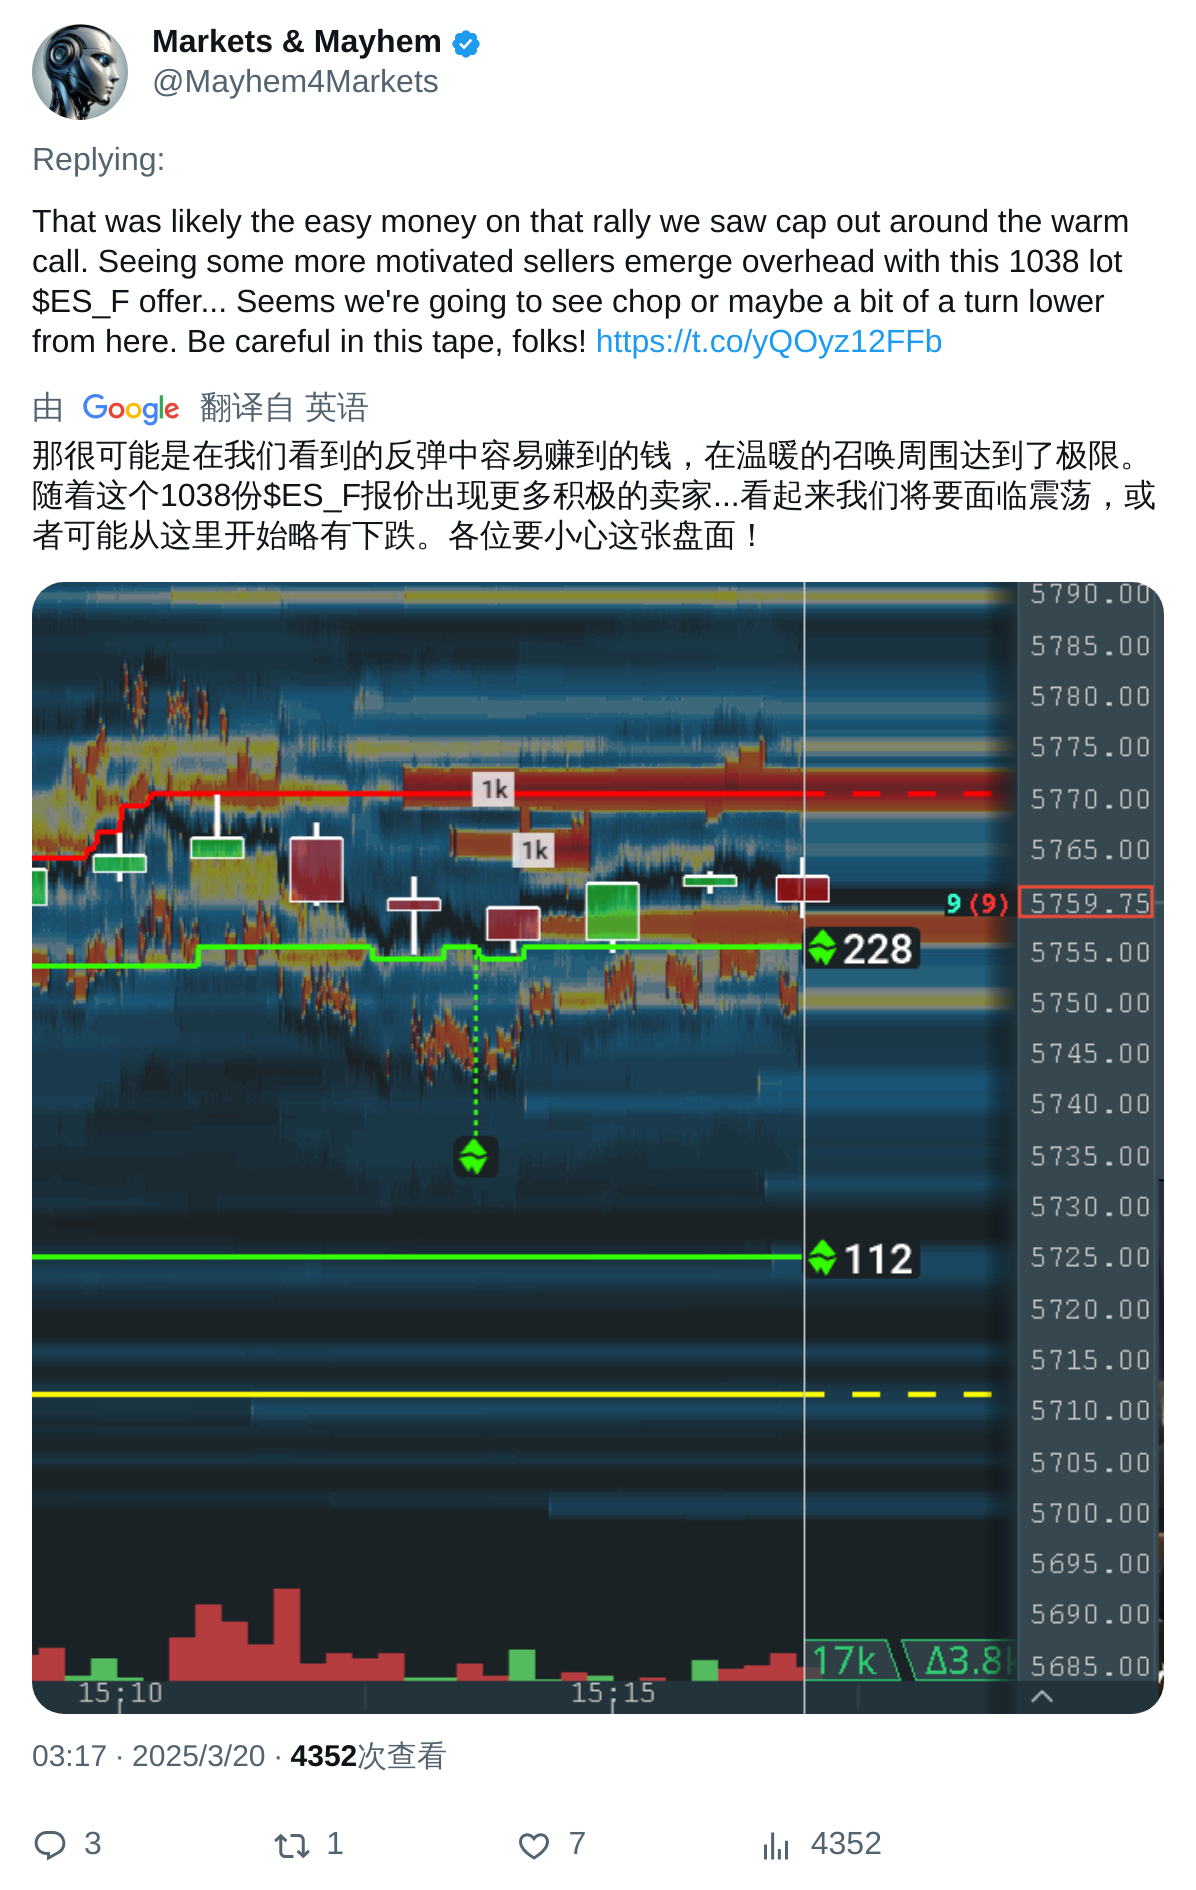 Markets & Mayhem
@Mayhem4Markets
Replying:
That was likely the easy money on that rally we saw cap out around the warm
call. Seeing some more motivated sellers emerge overhead with this 1038 lot
$ES_F offer... Seems we're going to see chop or maybe a bit of a turn lower
from here. Be careful in this tape, folks! https://t.co/yQOyz12FFb
由 Google 翻译自 英语
那很可能是在我们看到的反弹中容易赚到的钱，在温暖的召唤周围达到了极限。
随着这个1038份$ES_F报价出现更多积极的卖家...看起来我们将要面临震荡，或
者可能从这里开始略有下跌。各位要小心这张盘面！
5790.00
5785.00
5780.00
5775.00
1k
5770.00
1k
5765.00
9 (9) 5759.75
228 5755.00
5750.00
5745.00
5740.00
5735.00
5730.00
112 5725.00
5720.00
5715.00
5710.00
5705.00
5700.00
5695.00
5690.00
17k Δ3.8k 5685.00
15:10 15:15
03:17 · 2025/3/20 · 4352次查看
3 1 7 4352